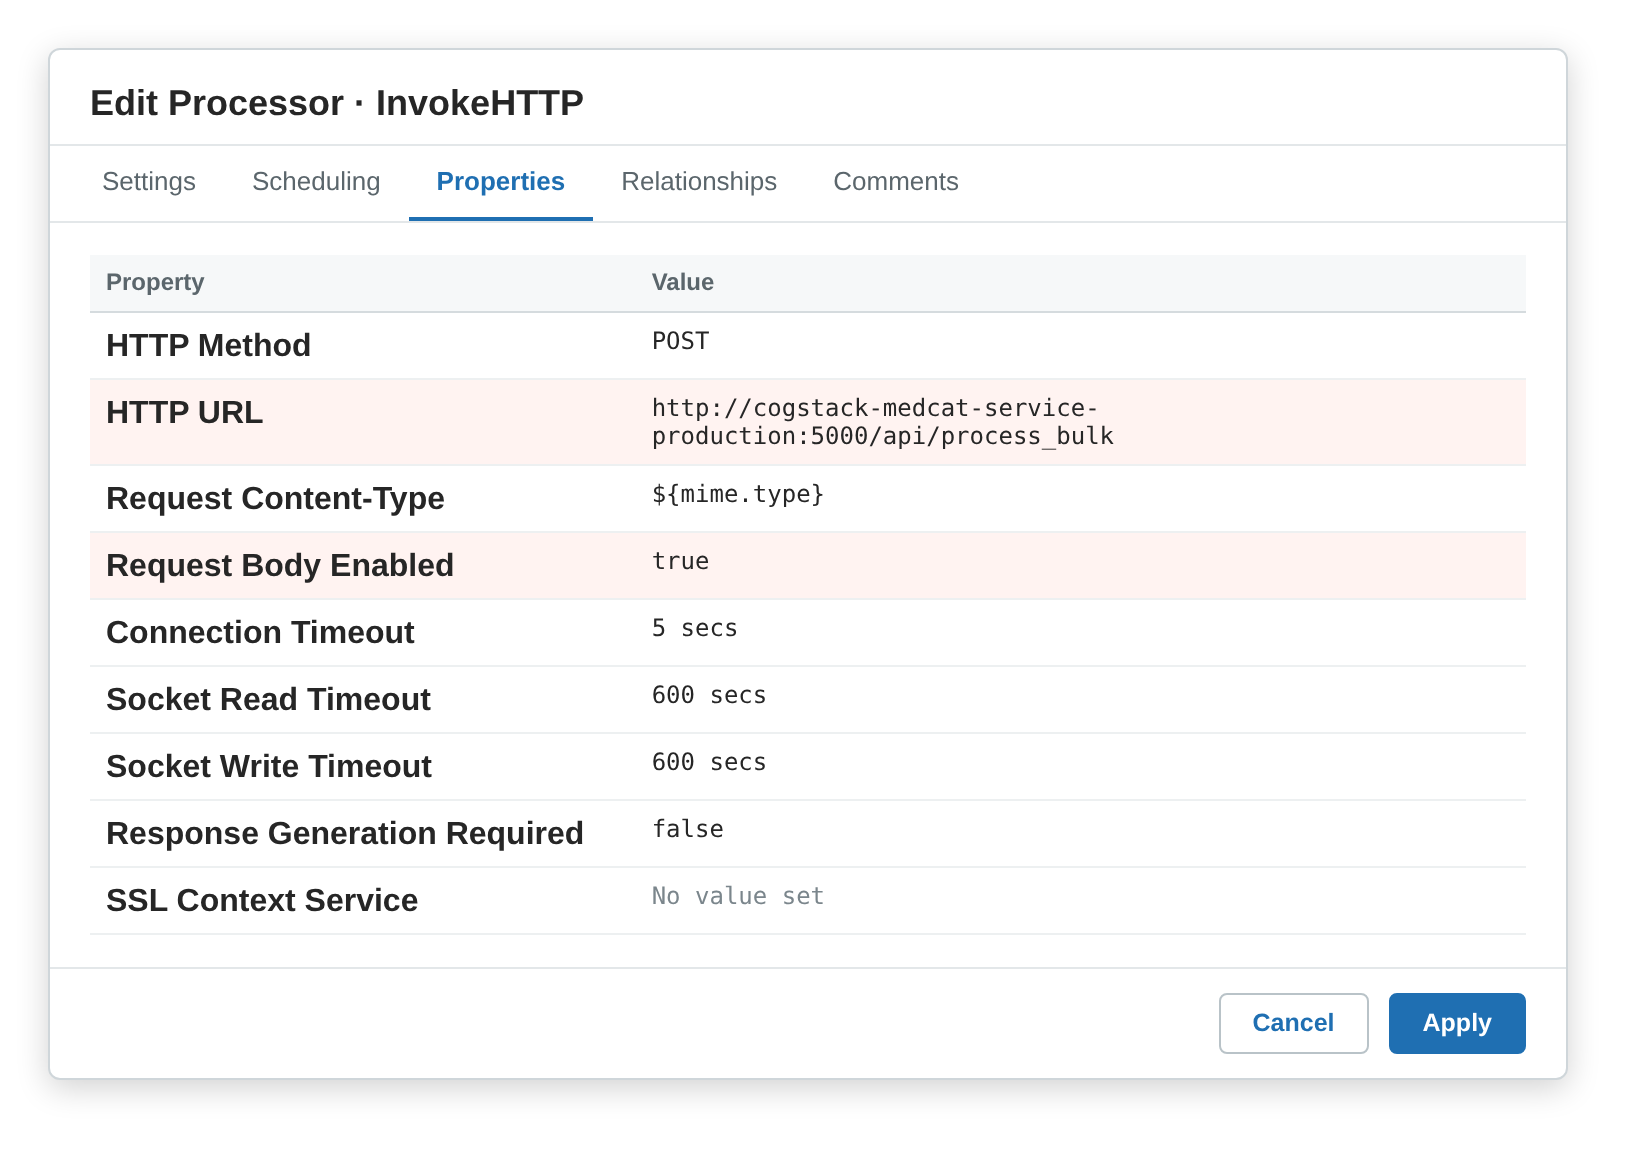 Edit Processor · InvokeHTTP
Settings Scheduling Properties Relationships Comments
Property Value
HTTP Method POST
HTTP URL http://cogstack-medcat-service-
production:5000/api/process_bulk
Request Content-Type ${mime.type}
Request Body Enabled true
Connection Timeout 5 secs
Socket Read Timeout 600 secs
Socket Write Timeout 600 secs
Response Generation Required false
SSL Context Service No value set
Cancel Apply